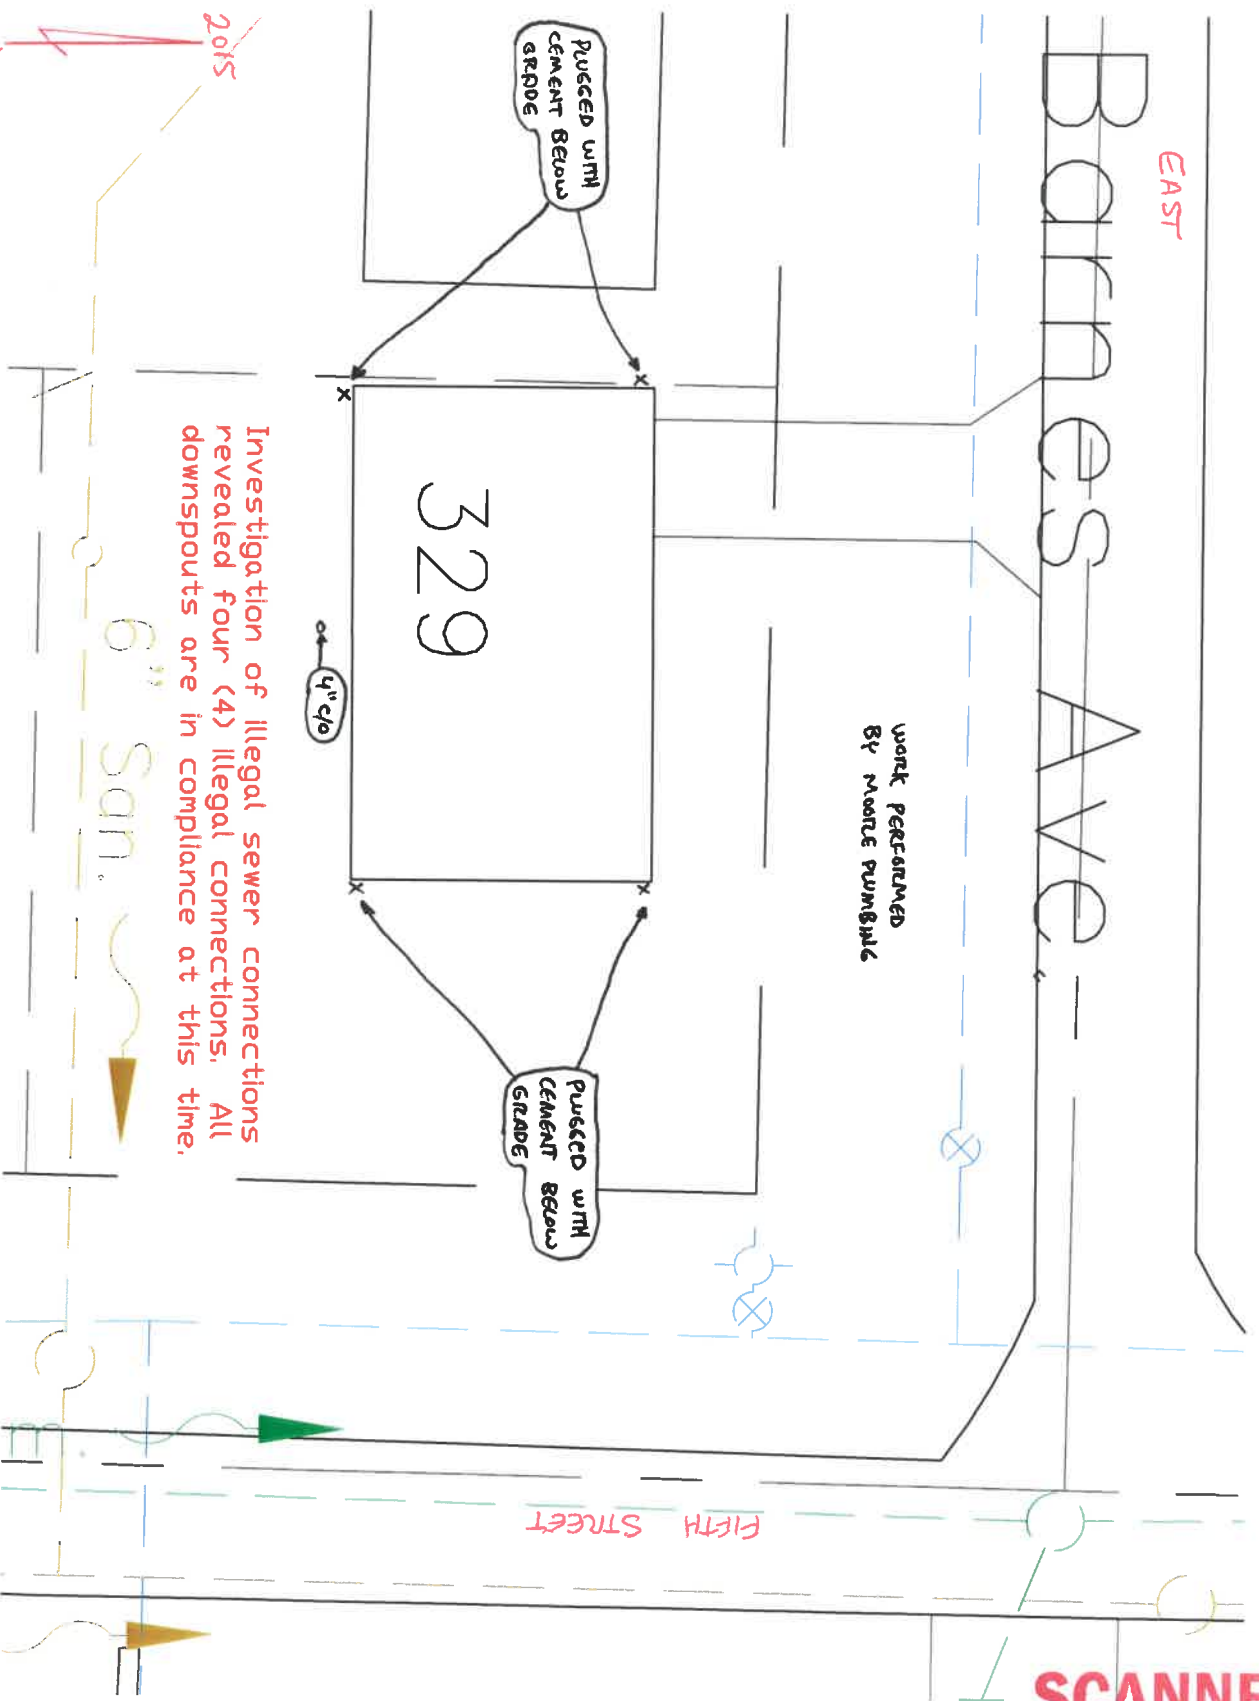 EAST
Barnes Ave
WORK PERFORMED
BY MOORE PLUMBING
PLUGGED WITH
CEMENT BELOW
GRADE
PLUGGED WITH
CEMENT BELOW
GRADE
329
4" c/o
Investigation of illegal sewer connections
revealed four (4) illegal connections. All
downspouts are in compliance at this time.
6" San.
2015
FIFTH STREET
SCANNE